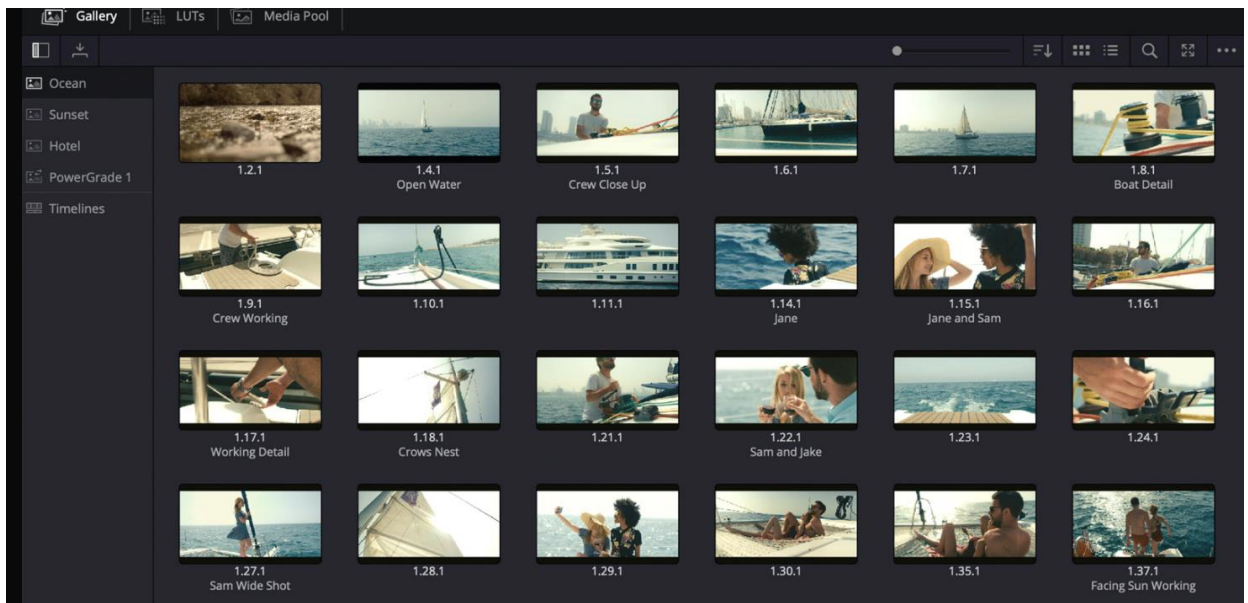 Gallery LUTs Media Pool
Ocean
Sunset
Hotel
PowerGrade 1
Timelines
1.2.1 1.4.1 1.5.1 1.6.1 1.7.1 1.8.1
Open Water Crew Close Up Boat Detail
1.9.1 1.10.1 1.11.1 1.14.1 1.15.1 1.16.1
Crew Working Jane Jane and Sam
1.17.1 1.18.1 1.21.1 1.22.1 1.23.1 1.24.1
Working Detail Crows Nest Sam and Jake
1.27.1 1.28.1 1.29.1 1.30.1 1.35.1 1.37.1
Sam Wide Shot Facing Sun Working